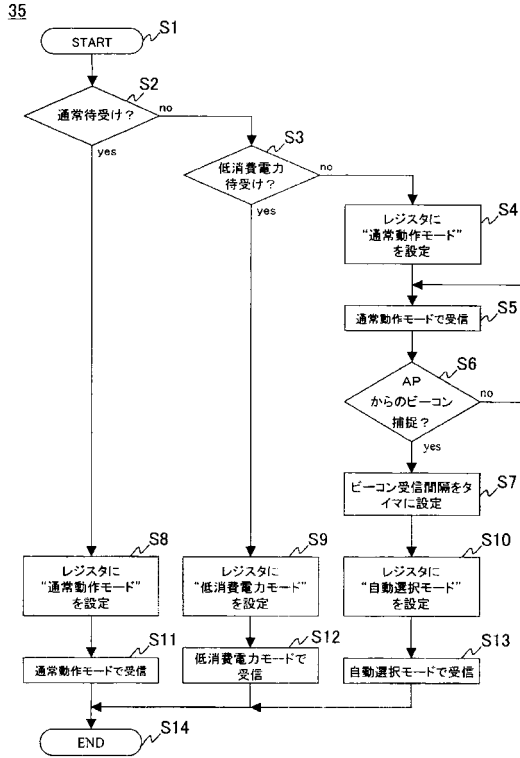 35
START
S1
通常待受け？
S2
no
yes
低消費電力
待受け？
S3
no
yes
レジスタに
“通常動作モード”
を設定
S4
通常動作モードで受信
S5
AP
からのビーコン
捕捉？
S6
no
yes
ビーコン受信間隔をタ
イマに設定
S7
レジスタに
“通常動作モード”
を設定
S8
レジスタに
“低消費電力モード”
を設定
S9
レジスタに
“自動選択モード”
を設定
S10
通常動作モードで受信
S11
低消費電力モードで
受信
S12
自動選択モードで受信
S13
END
S14